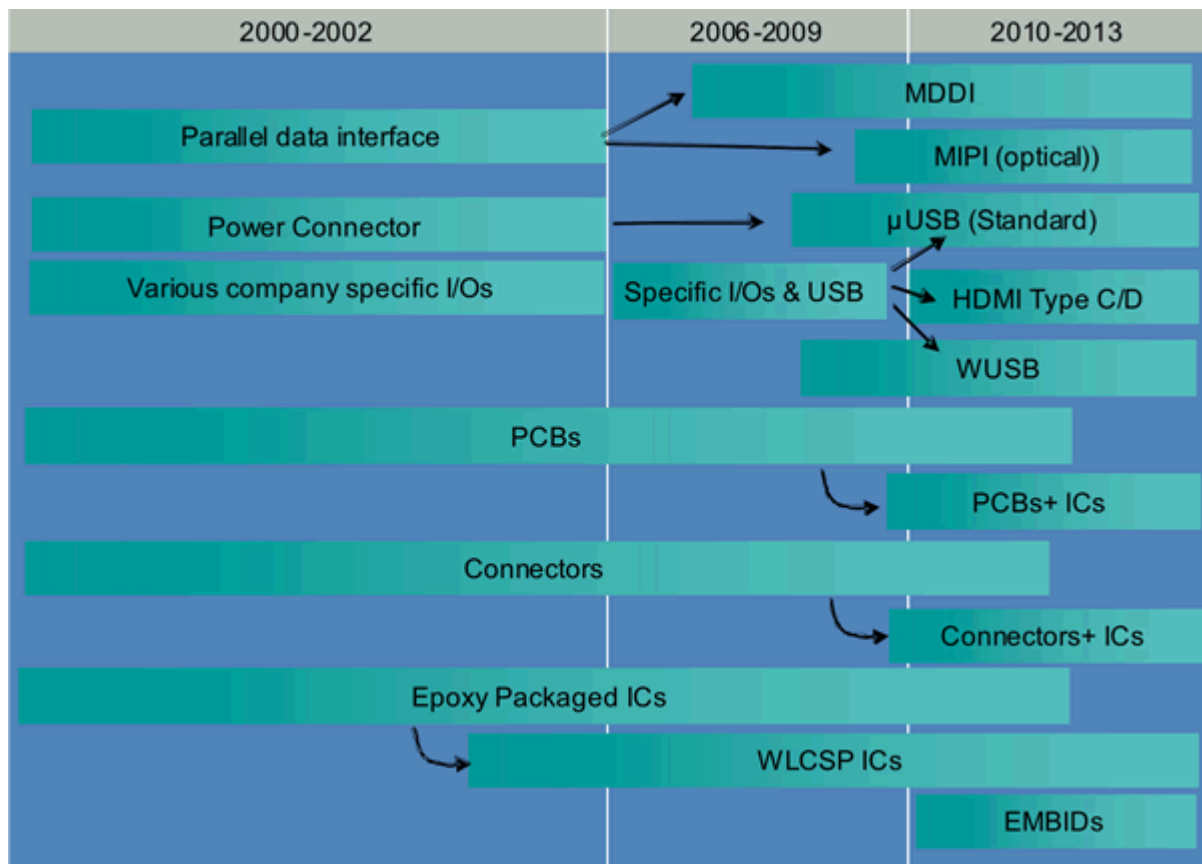 2000-2002
2006-2009
2010-2013
MDDI
Parallel data interface
MIPI (optical))
Power Connector
µUSB (Standard)
Various company specific I/Os
Specific I/Os & USB
HDMI Type C/D
WUSB
PCBs
PCBs+ ICs
Connectors
Connectors+ ICs
Epoxy Packaged ICs
WLCSP ICs
EMBIDs